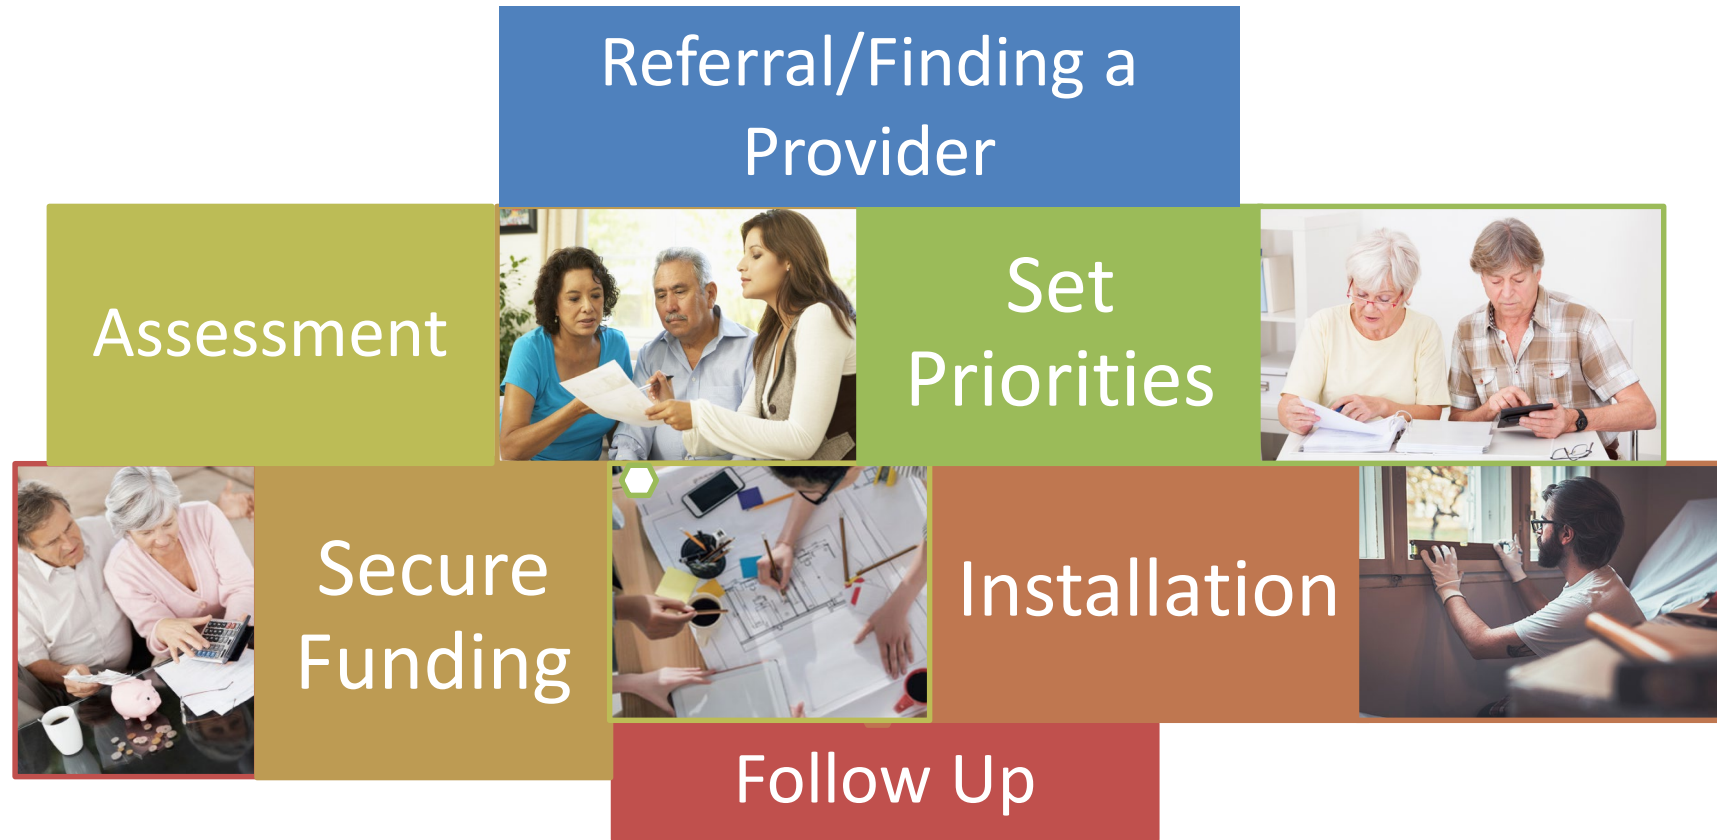 Referral/Finding a
Provider
Assessment
Set
Priorities
Secure
Funding
Installation
Follow Up